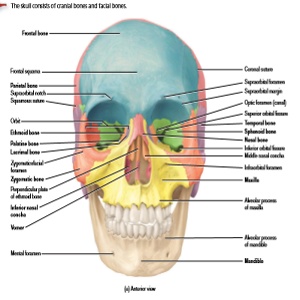 The skull consists of cranial bones and facial bones.
Frontal bone
Frontal squama
Parietal bone
Supraorbital notch
Squamous suture
Orbit
Ethmoid bone
Palatine bone
Lacrimal bone
Zygomaticofacial
foramen
Zygomatic bone
Perpendicular plate
of ethmoid bone
Inferior nasal
concha
Vomer
Mental foramen
Coronal suture
Supraorbital foramen
Supraorbital margin
Optic foramen (canal)
Superior orbital fissure
Temporal bone
Sphenoid bone
Nasal bone
Inferior orbital fissure
Middle nasal concha
Infraorbital foramen
Maxilla
Alveolar process
of maxilla
Alveolar process
of mandible
Mandible
(a) Anterior view